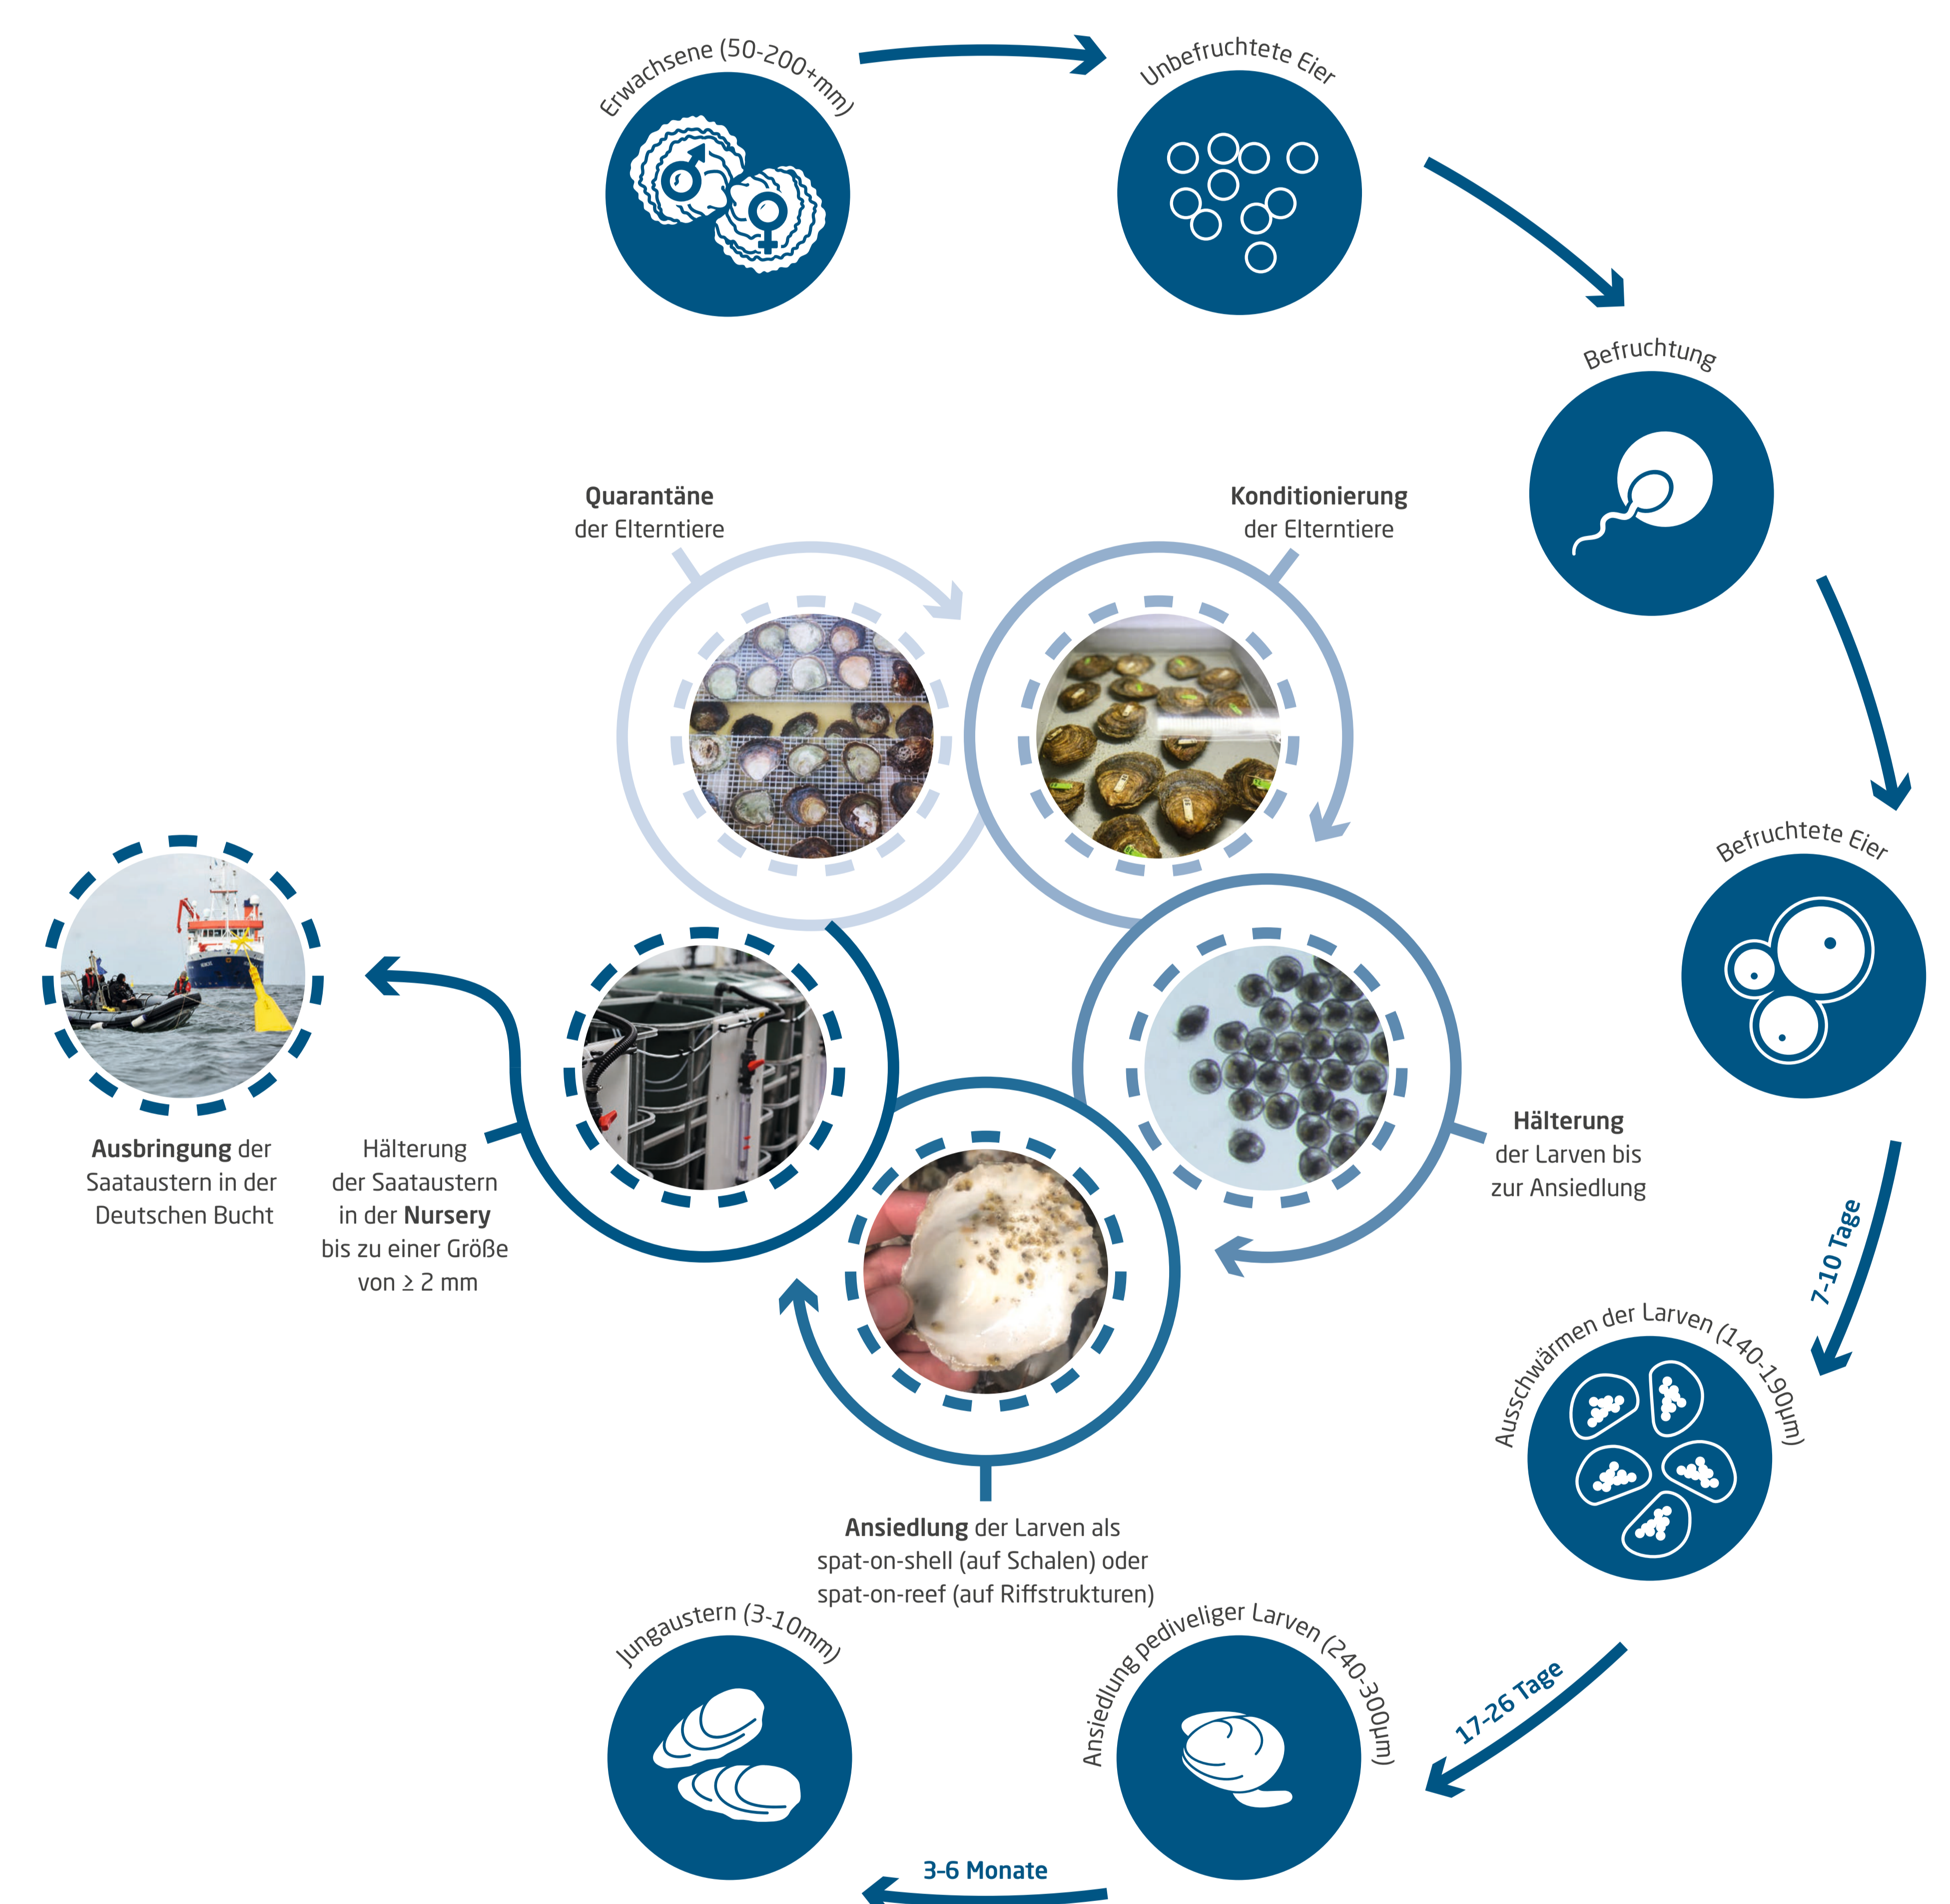 Erwachsene (50-200+mm)
Unbefruchtete Eier
Befruchtung
Befruchtete Eier
7-10 Tage
Ausschwärmen der Larven (140-190µm)
17-26 Tage
Ansiedlung pediveliger Larven (240-300µm)
3-6 Monate
Jungaustern (3-10mm)
Quarantäne
der Elterntiere
Konditionierung
der Elterntiere
Hälterung
der Larven bis
zur Ansiedlung
Ansiedlung der Larven als
spat-on-shell (auf Schalen) oder
spat-on-reef (auf Riffstrukturen)
Hälterung
der Saataustern
in der Nursery
bis zu einer Größe
von ≥ 2 mm
Ausbringung der
Saataustern in der
Deutschen Bucht